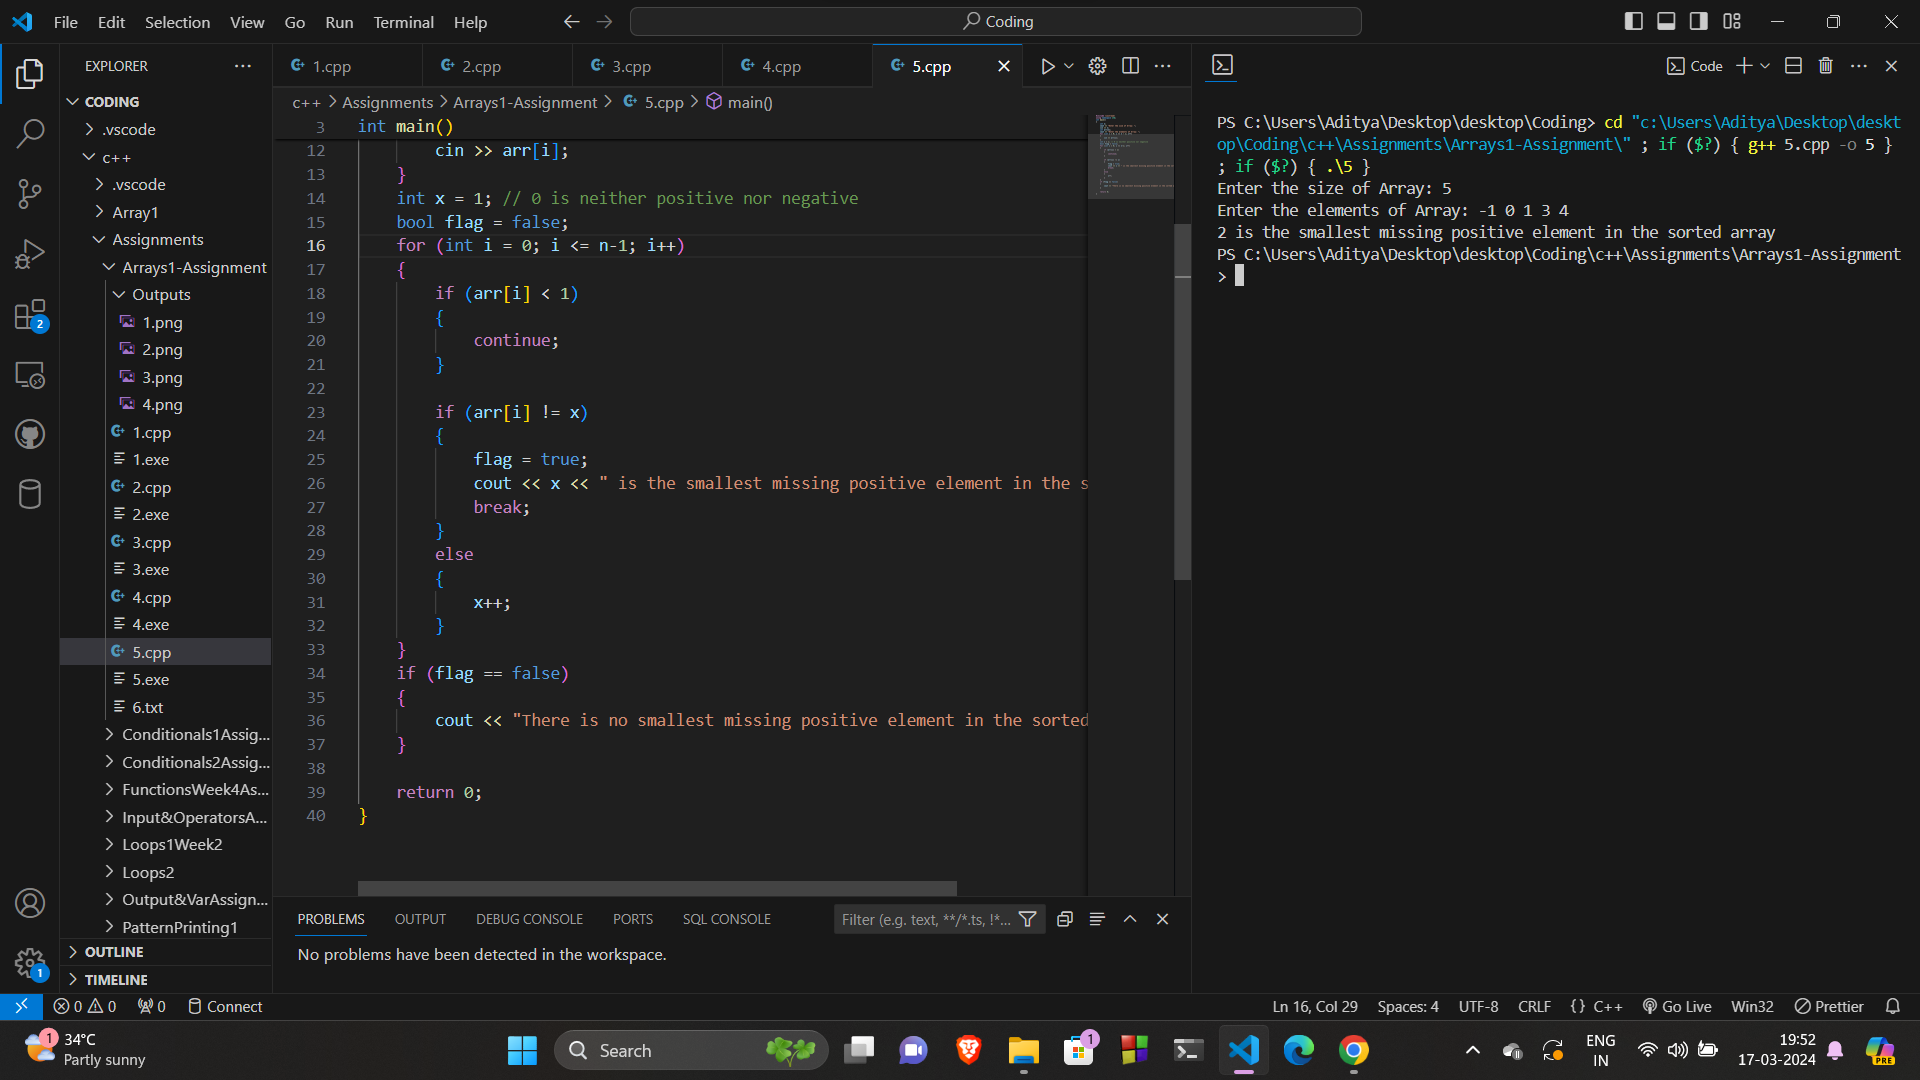 File Edit Selection View Go Run Terminal Help
Coding
EXPLORER
CODING
.vscode
c++
.vscode
Array1
Assignments
Arrays1-Assignment
Outputs
1.png
2.png
3.png
4.png
1.cpp
1.exe
2.cpp
2.exe
3.cpp
3.exe
4.cpp
4.exe
5.cpp
5.exe
6.txt
Conditionals1Assig...
Conditionals2Assig...
FunctionsWeek4As...
Input&OperatorsA...
Loops1Week2
Loops2
Output&VarAssign...
PatternPrinting1
OUTLINE
TIMELINE
2
1
1.cpp 2.cpp 3.cpp 4.cpp 5.cpp
c++ > Assignments > Arrays1-Assignment > 5.cpp > main()
3 int main()
12 cin >> arr[i];
13 }
14 int x = 1; // 0 is neither positive nor negative
15 bool flag = false;
16 for (int i = 0; i <= n-1; i++)
17 {
18 if (arr[i] < 1)
19 {
20 continue;
21 }
22
23 if (arr[i] != x)
24 {
25 flag = true;
26 cout << x << " is the smallest missing positive element in the s
27 break;
28 }
29 else
30 {
31 x++;
32 }
33 }
34 if (flag == false)
35 {
36 cout << "There is no smallest missing positive element in the sorted
37 }
38
39 return 0;
40 }
PROBLEMS OUTPUT DEBUG CONSOLE PORTS SQL CONSOLE
Filter (e.g. text, **/*.ts, !*...
No problems have been detected in the workspace.
Code
PS C:\Users\Aditya\Desktop\desktop\Coding> cd "c:\Users\Aditya\Desktop\deskt
op\Coding\c++\Assignments\Arrays1-Assignment\" ; if ($?) { g++ 5.cpp -o 5 }
; if ($?) { .\5 }
Enter the size of Array: 5
Enter the elements of Array: -1 0 1 3 4
2 is the smallest missing positive element in the sorted array
PS C:\Users\Aditya\Desktop\desktop\Coding\c++\Assignments\Arrays1-Assignment
>
0 0 0 Connect
Ln 16, Col 29 Spaces: 4 UTF-8 CRLF {} C++ Go Live Win32 Prettier
1
34°C
Partly sunny
Search
1
ENG
IN
19:52
17-03-2024
PRE